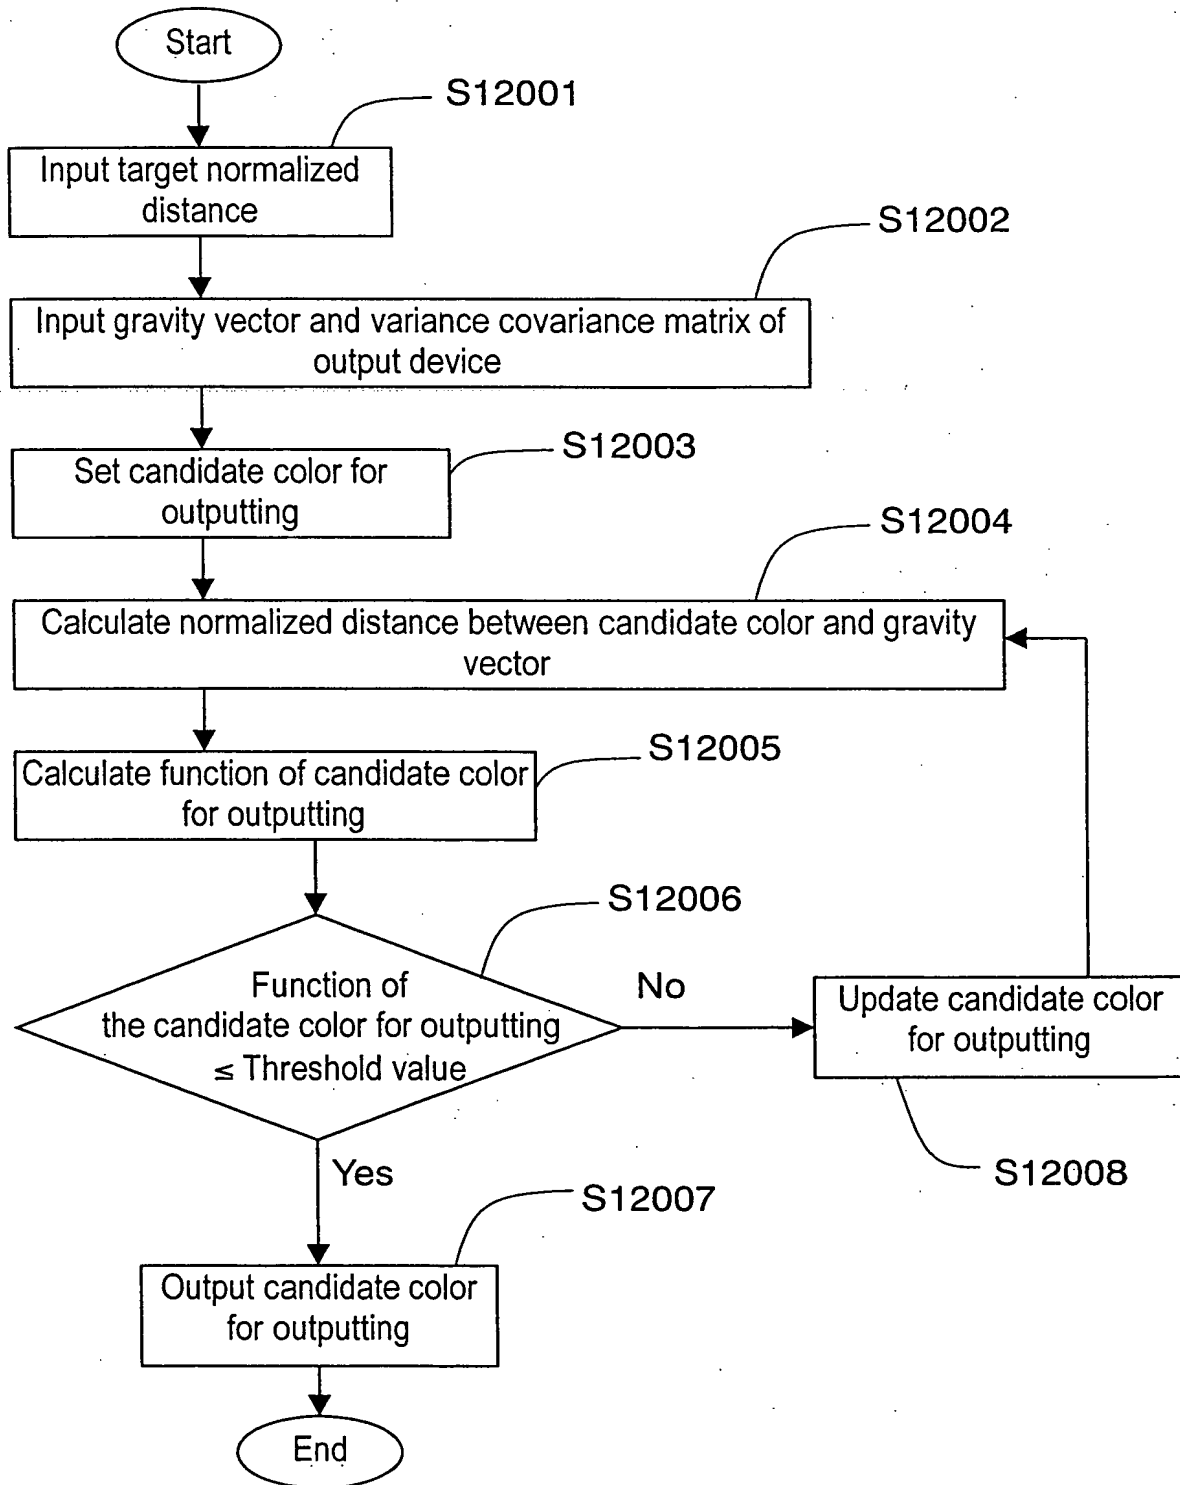 Start
S12001
Input target normalized
distance
S12002
Input gravity vector and variance covariance matrix of
output device
S12003
Set candidate color for
outputting
S12004
Calculate normalized distance between candidate color and gravity
vector
S12005
Calculate function of candidate color
for outputting
S12006
Function of
the candidate color for outputting
≤ Threshold value
No
Update candidate color
for outputting
S12008
Yes
S12007
Output candidate color
for outputting
End